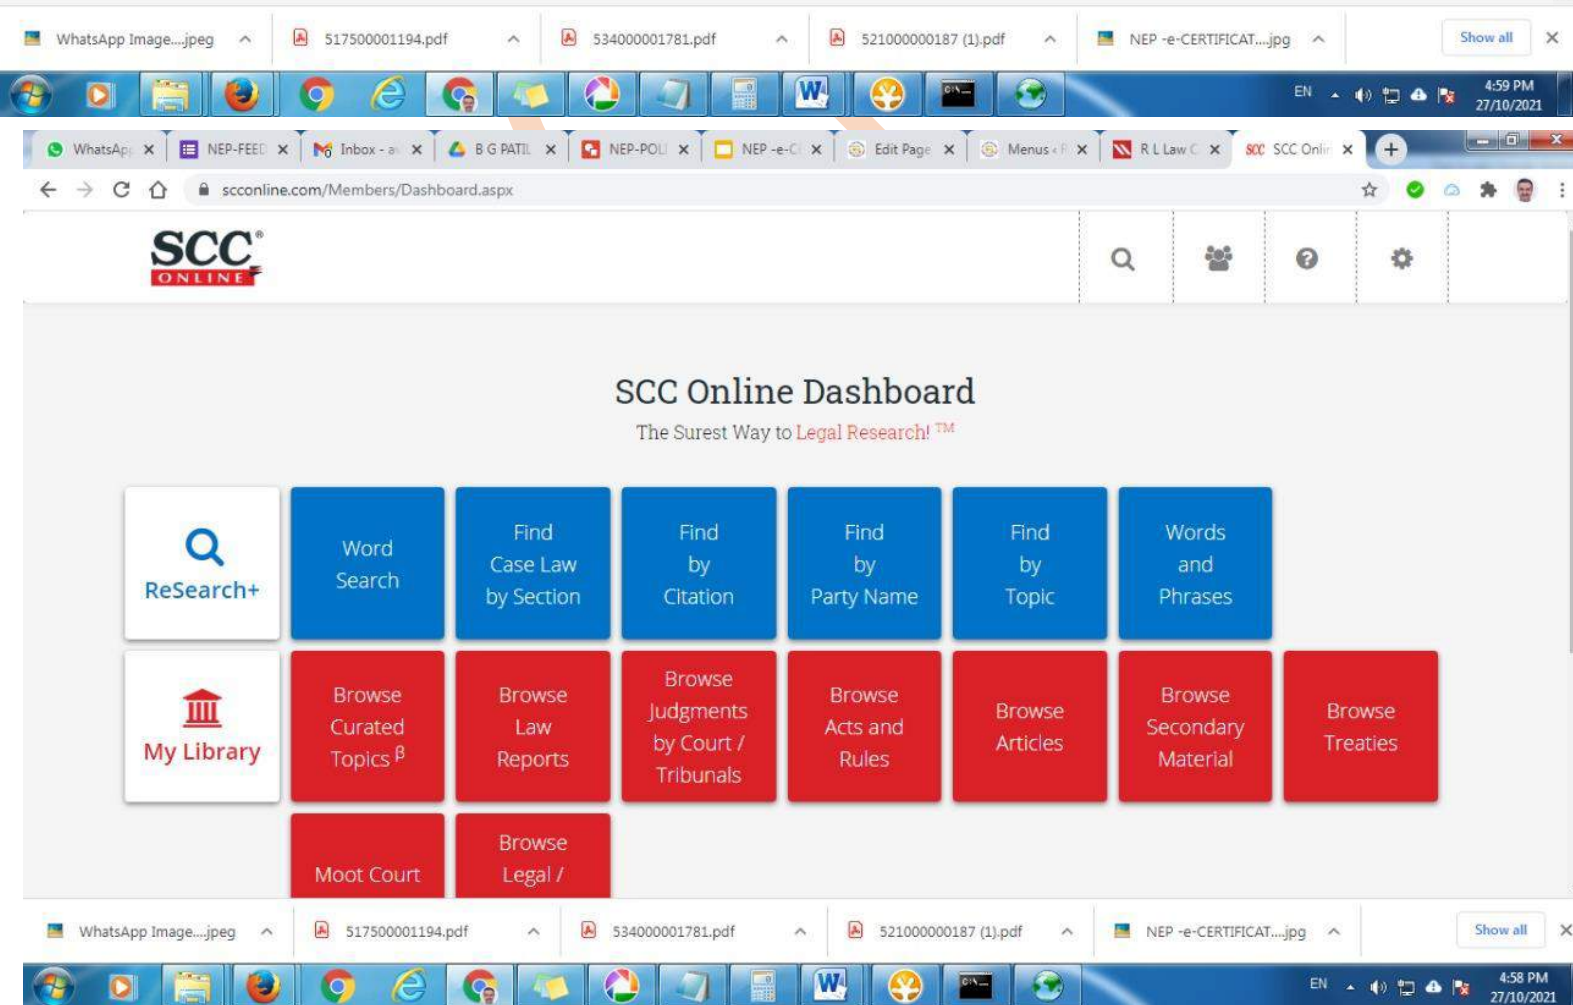 WhatsApp Image....jpeg
517500001194.pdf
534000001781.pdf
521000000187 (1).pdf
NEP -e-CERTIFICAT....jpg
Show all
EN
4:59 PM
27/10/2021
WhatsAp
NEP-FEED
Inbox - a
B G PATIL
NEP-POLI
NEP -e-C
Edit Page
Menus ‹ R
R L Law C
SCC Onlin
scconline.com/Members/Dashboard.aspx
SCC®
ONLINE
SCC Online Dashboard
The Surest Way to Legal Research! TM
ReSearch+
Word
Search
Find
Case Law
by Section
Find
by
Citation
Find
by
Party Name
Find
by
Topic
Words
and
Phrases
My Library
Browse
Curated
Topics β
Browse
Law
Reports
Browse
Judgments
by Court /
Tribunals
Browse
Acts and
Rules
Browse
Articles
Browse
Secondary
Material
Browse
Treaties
Moot Court
Browse
Legal /
WhatsApp Image....jpeg
517500001194.pdf
534000001781.pdf
521000000187 (1).pdf
NEP -e-CERTIFICAT....jpg
Show all
EN
4:58 PM
27/10/2021